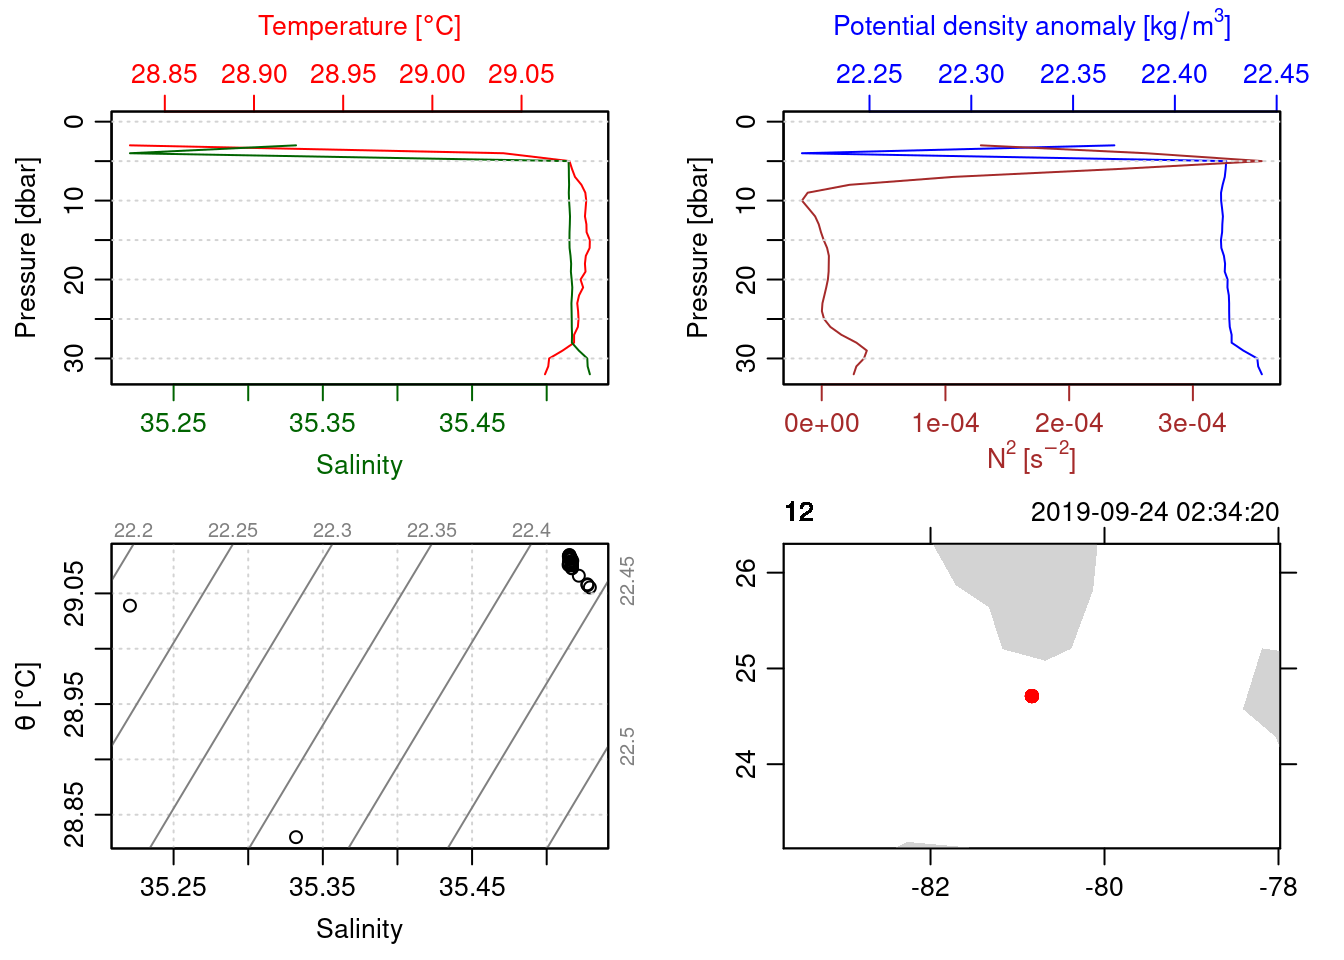 Temperature [°C]
28.85 28.90 28.95 29.00 29.05
Pressure [dbar]
0 10 20 30
35.25 35.35 35.45
Salinity
Potential density anomaly [kg/m³]
22.25 22.30 22.35 22.40 22.45
Pressure [dbar]
0 10 20 30
0e+00 1e-04 2e-04 3e-04
N² [s⁻²]
22.2 22.25 22.3 22.35 22.4
22.45
22.5
θ [°C]
28.85 28.95 29.05
35.25 35.35 35.45
Salinity
12 2019-09-24 02:34:20
26
25
24
-82 -80 -78